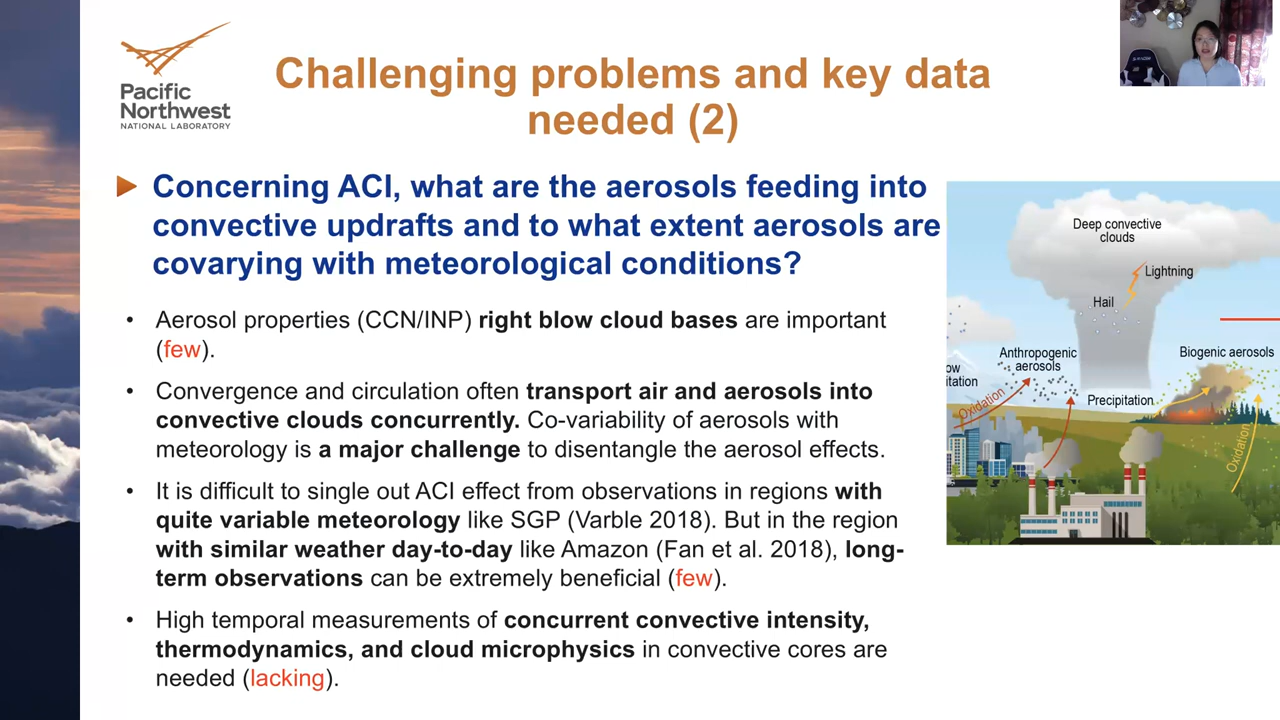 Pacific
Northwest
NATIONAL LABORATORY
Challenging problems and key data
needed (2)
Concerning ACI, what are the aerosols feeding into
convective updrafts and to what extent aerosols are
covarying with meteorological conditions?
• Aerosol properties (CCN/INP) right blow cloud bases are important
(few).
• Convergence and circulation often transport air and aerosols into
convective clouds concurrently. Co-variability of aerosols with
meteorology is a major challenge to disentangle the aerosol effects.
• It is difficult to single out ACI effect from observations in regions with
quite variable meteorology like SGP (Varble 2018). But in the region
with similar weather day-to-day like Amazon (Fan et al. 2018), long-
term observations can be extremely beneficial (few).
• High temporal measurements of concurrent convective intensity,
thermodynamics, and cloud microphysics in convective cores are
needed (lacking).
Deep convective
clouds
Lightning
Hail
Anthropogenic
aerosols
Biogenic aerosols
ow
itation
Precipitation
Oxidation
Oxidation